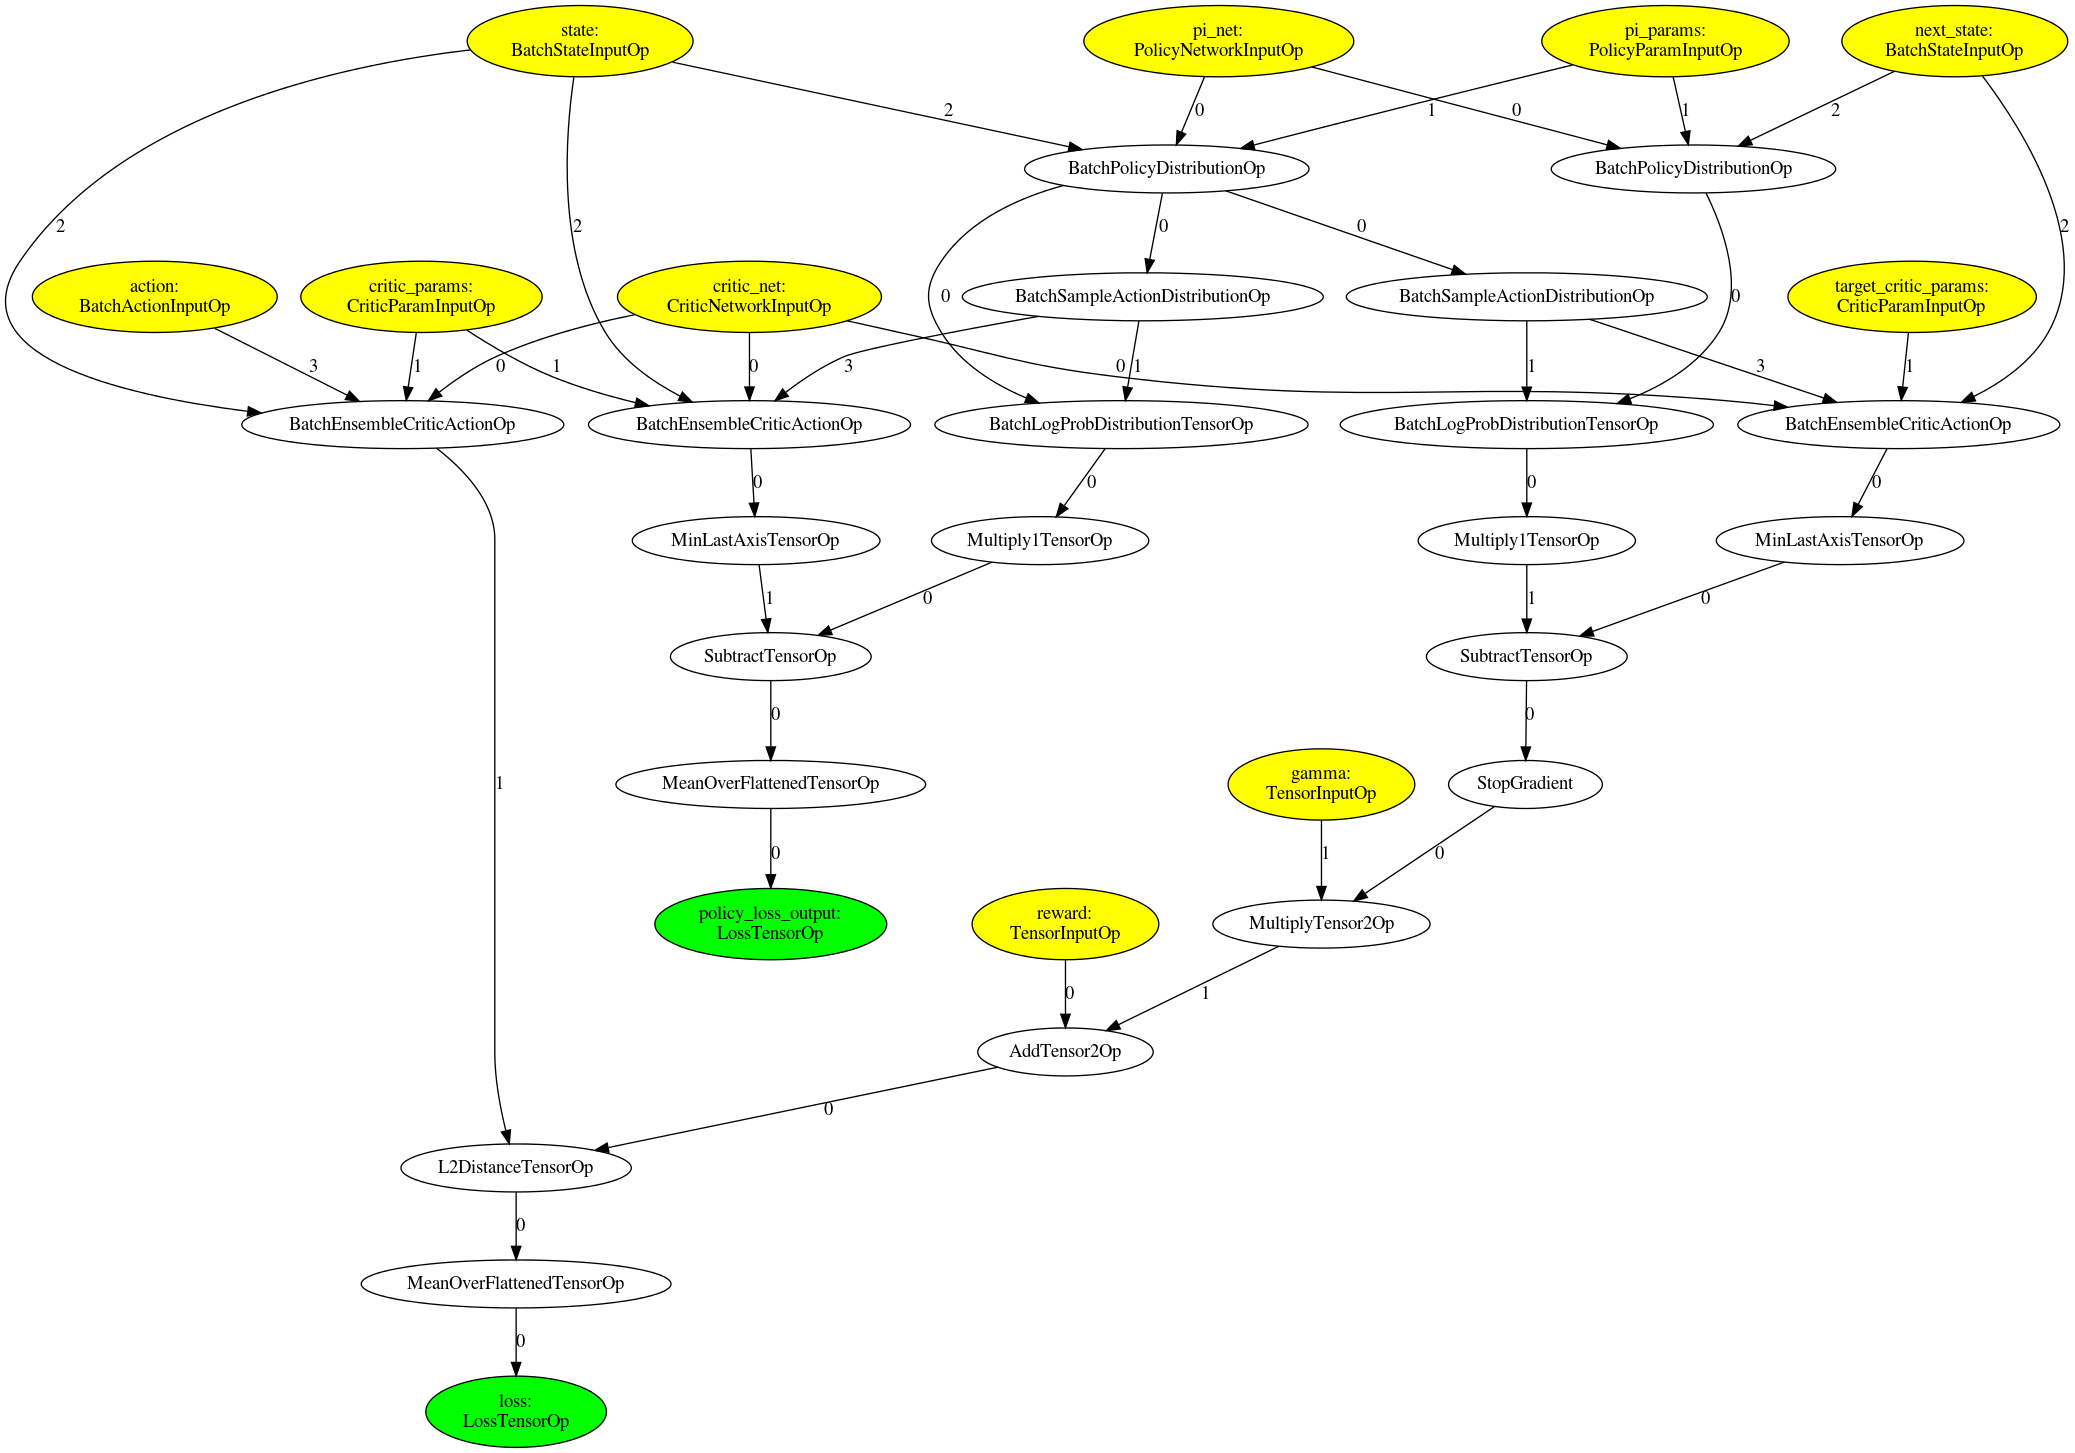 state:
BatchStateInputOp
pi_net:
PolicyNetworkInputOp
pi_params:
PolicyParamInputOp
next_state:
BatchStateInputOp
2
0
1
0
1
2
BatchPolicyDistributionOp
BatchPolicyDistributionOp
2
2
0
0
2
action:
BatchActionInputOp
critic_params:
CriticParamInputOp
critic_net:
CriticNetworkInputOp
0
BatchSampleActionDistributionOp
BatchSampleActionDistributionOp
0
target_critic_params:
CriticParamInputOp
3
1
0
1
0
3
0
1
1
3
1
BatchEnsembleCriticActionOp
BatchEnsembleCriticActionOp
BatchLogProbDistributionTensorOp
BatchLogProbDistributionTensorOp
BatchEnsembleCriticActionOp
0
0
0
0
MinLastAxisTensorOp
Multiply1TensorOp
Multiply1TensorOp
MinLastAxisTensorOp
1
0
1
0
SubtractTensorOp
SubtractTensorOp
0
0
1
MeanOverFlattenedTensorOp
gamma:
TensorInputOp
StopGradient
0
1
0
policy_loss_output:
LossTensorOp
reward:
TensorInputOp
MultiplyTensor2Op
0
1
AddTensor2Op
0
L2DistanceTensorOp
0
MeanOverFlattenedTensorOp
0
loss:
LossTensorOp